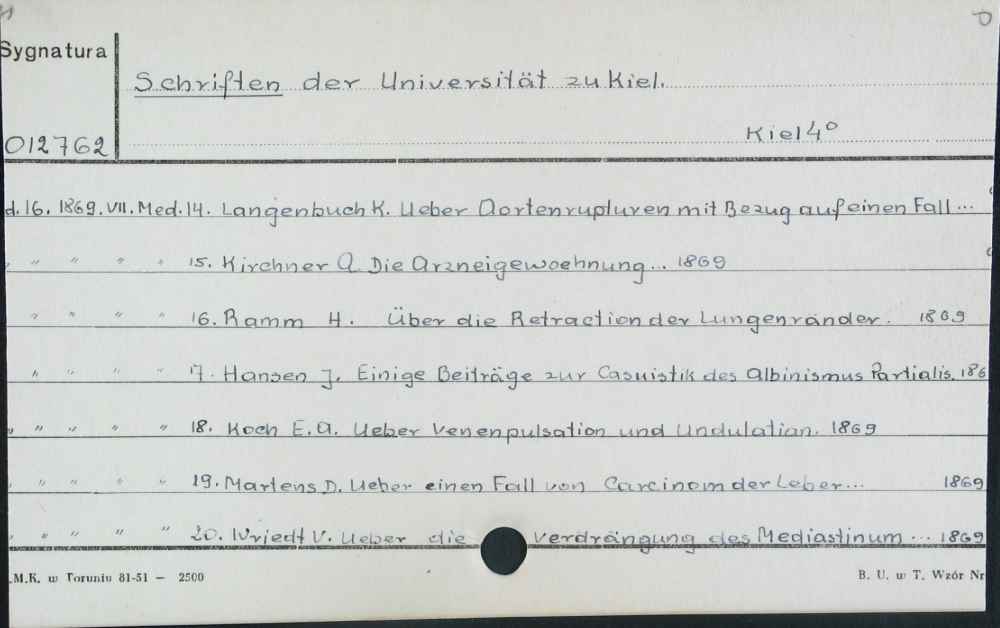 Sygnatura
Schriften der Universität zu Kiel.
012762
Kiel 4°
d. 16. 1869. VII. Med. 14. Langenbuch K. Ueber Aortenrupturen mit Bezug auf einen Fall...
" " " " 15. Kirchner A. Die Arzneigewoehnung... 1869
" " " " 16. Ramm H. Über die Retraction der Lungenränder. 1869
" " " " 17. Hansen J. Einige Beiträge zur Casuistik des Albinismus Partialis. 186
" " " " " 18. Koch E.A. Ueber Venenpulsation und Undulation. 1869
" " " " " 19. Martens D. Ueber einen Fall von Carcinom der Leber... 1869
" " " " " 20. Wriedt V. Ueber die Verdrängung des Mediastinum... 1869
M.K. w Toruniu 81-51 — 2500
B. U. w T. Wzór Nr